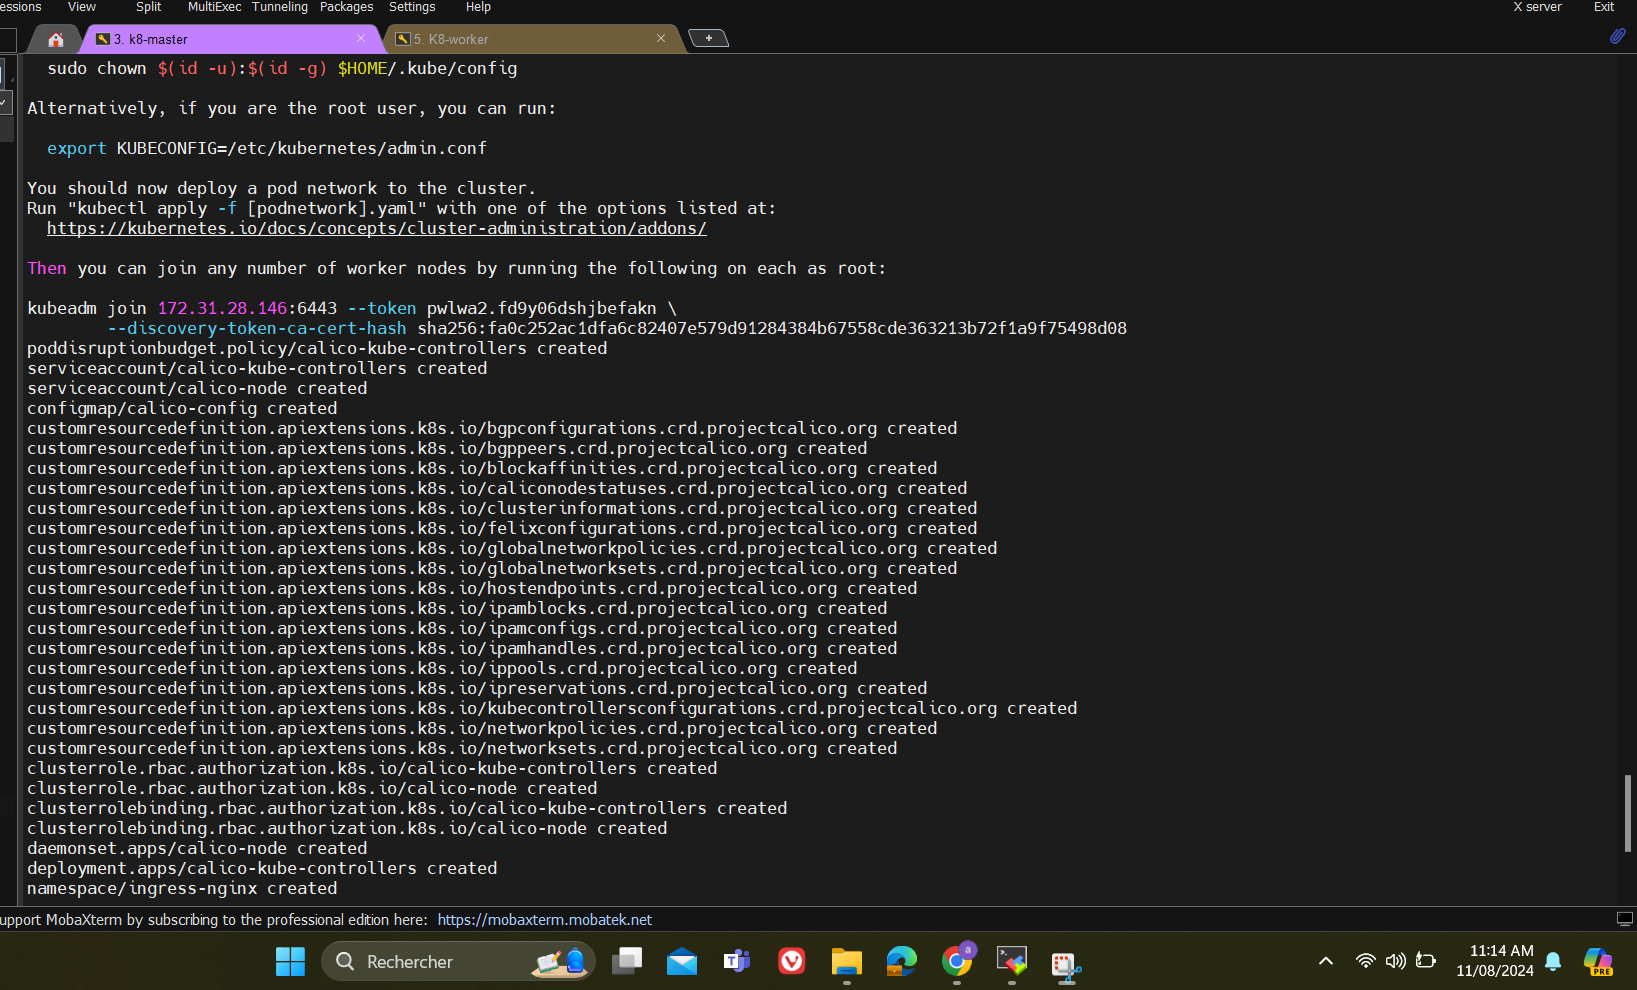 essions View Split MultiExec Tunneling Packages Settings Help X server Exit
3. k8-master 5. K8-worker
sudo chown $(id -u):$(id -g) $HOME/.kube/config
Alternatively, if you are the root user, you can run:
export KUBECONFIG=/etc/kubernetes/admin.conf
You should now deploy a pod network to the cluster.
Run "kubectl apply -f [podnetwork].yaml" with one of the options listed at:
https://kubernetes.io/docs/concepts/cluster-administration/addons/
Then you can join any number of worker nodes by running the following on each as root:
kubeadm join 172.31.28.146:6443 --token pwlwa2.fd9y06dshjbefakn \
--discovery-token-ca-cert-hash sha256:fa0c252ac1dfa6c82407e579d91284384b67558cde363213b72f1a9f75498d08
poddisruptionbudget.policy/calico-kube-controllers created
serviceaccount/calico-kube-controllers created
serviceaccount/calico-node created
configmap/calico-config created
customresourcedefinition.apiextensions.k8s.io/bgpconfigurations.crd.projectcalico.org created
customresourcedefinition.apiextensions.k8s.io/bgppeers.crd.projectcalico.org created
customresourcedefinition.apiextensions.k8s.io/blockaffinities.crd.projectcalico.org created
customresourcedefinition.apiextensions.k8s.io/caliconodestatuses.crd.projectcalico.org created
customresourcedefinition.apiextensions.k8s.io/clusterinformations.crd.projectcalico.org created
customresourcedefinition.apiextensions.k8s.io/felixconfigurations.crd.projectcalico.org created
customresourcedefinition.apiextensions.k8s.io/globalnetworkpolicies.crd.projectcalico.org created
customresourcedefinition.apiextensions.k8s.io/globalnetworksets.crd.projectcalico.org created
customresourcedefinition.apiextensions.k8s.io/hostendpoints.crd.projectcalico.org created
customresourcedefinition.apiextensions.k8s.io/ipamblocks.crd.projectcalico.org created
customresourcedefinition.apiextensions.k8s.io/ipamconfigs.crd.projectcalico.org created
customresourcedefinition.apiextensions.k8s.io/ipamhandles.crd.projectcalico.org created
customresourcedefinition.apiextensions.k8s.io/ippools.crd.projectcalico.org created
customresourcedefinition.apiextensions.k8s.io/ipreservations.crd.projectcalico.org created
customresourcedefinition.apiextensions.k8s.io/kubecontrollersconfigurations.crd.projectcalico.org created
customresourcedefinition.apiextensions.k8s.io/networkpolicies.crd.projectcalico.org created
customresourcedefinition.apiextensions.k8s.io/networksets.crd.projectcalico.org created
clusterrole.rbac.authorization.k8s.io/calico-kube-controllers created
clusterrole.rbac.authorization.k8s.io/calico-node created
clusterrolebinding.rbac.authorization.k8s.io/calico-kube-controllers created
clusterrolebinding.rbac.authorization.k8s.io/calico-node created
daemonset.apps/calico-node created
deployment.apps/calico-kube-controllers created
namespace/ingress-nginx created
upport MobaXterm by subscribing to the professional edition here: https://mobaxterm.mobatek.net
Rechercher
11:14 AM
11/08/2024
PRE